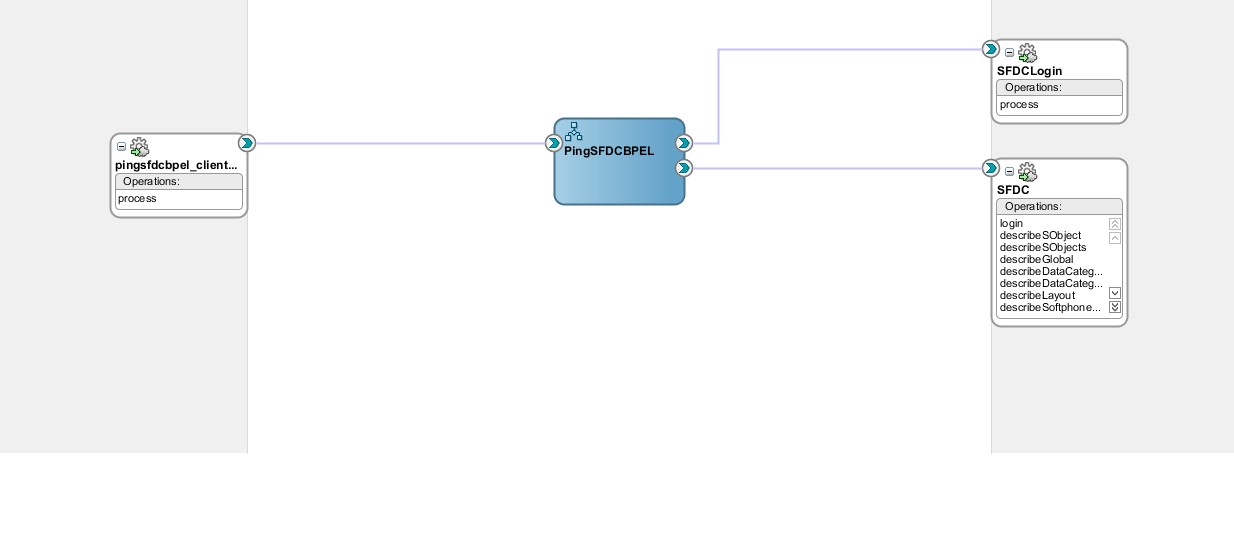 pingsfdcbpel_client...
Operations:
process
PingSFDCBPEL
SFDCLogin
Operations:
process
SFDC
Operations:
login
describeSObject
describeSObjects
describeGlobal
describeDataCateg...
describeDataCateg...
describeLayout
describeSoftphone...